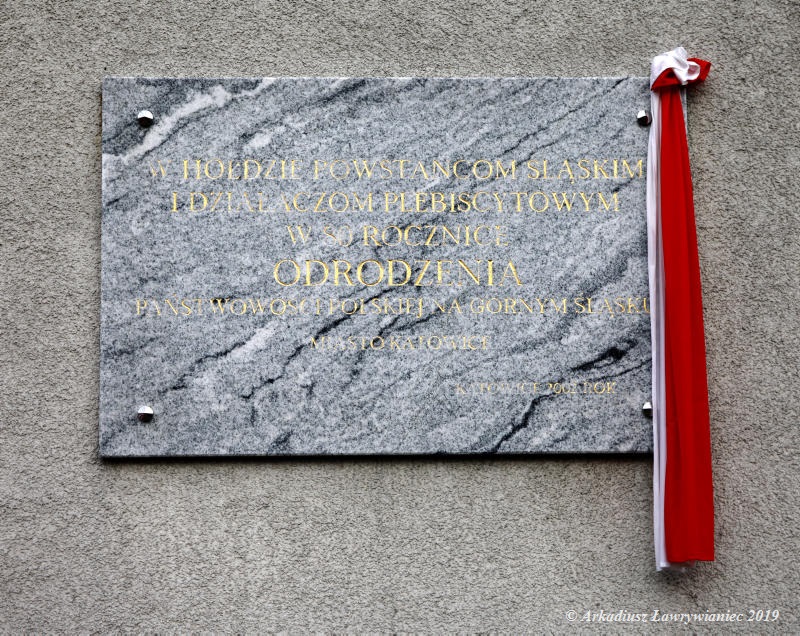 W HOŁDZIE POWSTAŃCOM ŚLĄSKIM
I DZIAŁACZOM PLEBISCYTOWYM
W 80 ROCZNICĘ
ODRODZENIA
PAŃSTWOWOŚCI POLSKIEJ NA GÓRNYM ŚLĄSKU
MIASTO KATOWICE
KATOWICE 2002 ROK
© Arkadiusz Ławrywianiec 2019